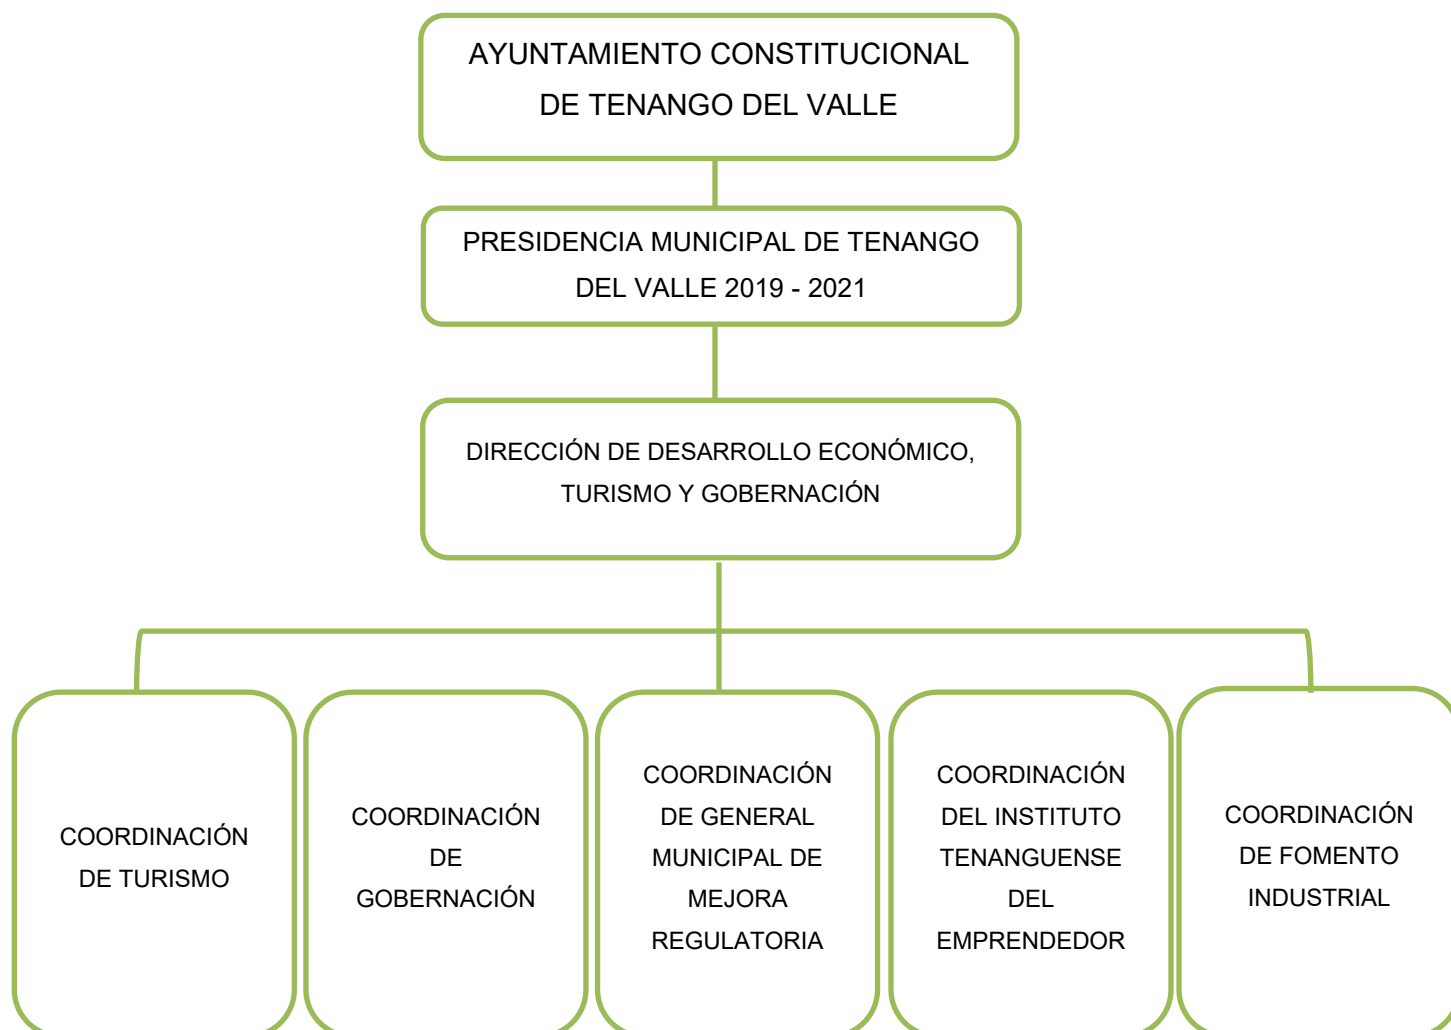 AYUNTAMIENTO CONSTITUCIONAL
DE TENANGO DEL VALLE
PRESIDENCIA MUNICIPAL DE TENANGO
DEL VALLE 2019 - 2021
DIRECCIÓN DE DESARROLLO ECONÓMICO,
TURISMO Y GOBERNACIÓN
COORDINACIÓN
DE TURISMO
COORDINACIÓN
DE
GOBERNACIÓN
COORDINACIÓN
DE GENERAL
MUNICIPAL DE
MEJORA
REGULATORIA
COORDINACIÓN
DEL INSTITUTO
TENANGUENSE
DEL
EMPRENDEDOR
COORDINACIÓN
DE FOMENTO
INDUSTRIAL